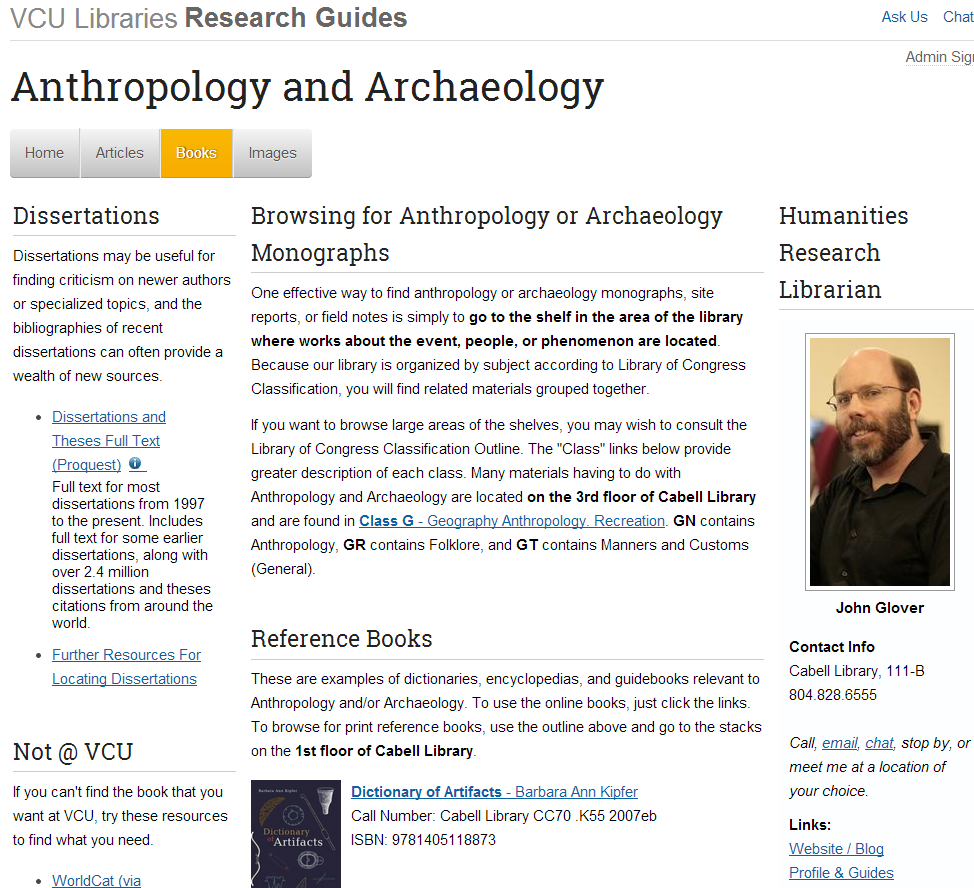 VCU Libraries Research Guides
Ask Us Chat
Admin Sig
Anthropology and Archaeology
Home Articles Books Images
Dissertations
Dissertations may be useful for
finding criticism on newer authors
or specialized topics, and the
bibliographies of recent
dissertations can often provide a
wealth of new sources.
• Dissertations and
Theses Full Text
(Proquest)
Full text for most
dissertations from 1997
to the present. Includes
full text for some earlier
dissertations, along with
over 2.4 million
dissertations and theses
citations from around the
world.
• Further Resources For
Locating Dissertations
Not @ VCU
If you can't find the book that you
want at VCU, try these resources
to find what you need.
• WorldCat (via
Browsing for Anthropology or Archaeology
Monographs
One effective way to find anthropology or archaeology monographs, site
reports, or field notes is simply to go to the shelf in the area of the library
where works about the event, people, or phenomenon are located.
Because our library is organized by subject according to Library of Congress
Classification, you will find related materials grouped together.
If you want to browse large areas of the shelves, you may wish to consult the
Library of Congress Classification Outline. The "Class" links below provide
greater description of each class. Many materials having to do with
Anthropology and Archaeology are located on the 3rd floor of Cabell Library
and are found in Class G - Geography Anthropology. Recreation. GN contains
Anthropology, GR contains Folklore, and GT contains Manners and Customs
(General).
Reference Books
These are examples of dictionaries, encyclopedias, and guidebooks relevant to
Anthropology and/or Archaeology. To use the online books, just click the links.
To browse for print reference books, use the outline above and go to the stacks
on the 1st floor of Cabell Library.
Barbara Ann Kipfer
Dictionary
of Artifacts
Dictionary of Artifacts - Barbara Ann Kipfer
Call Number: Cabell Library CC70 .K55 2007eb
ISBN: 9781405118873
Humanities
Research
Librarian
John Glover
Contact Info
Cabell Library, 111-B
804.828.6555
Call, email, chat, stop by, or
meet me at a location of
your choice.
Links:
Website / Blog
Profile & Guides